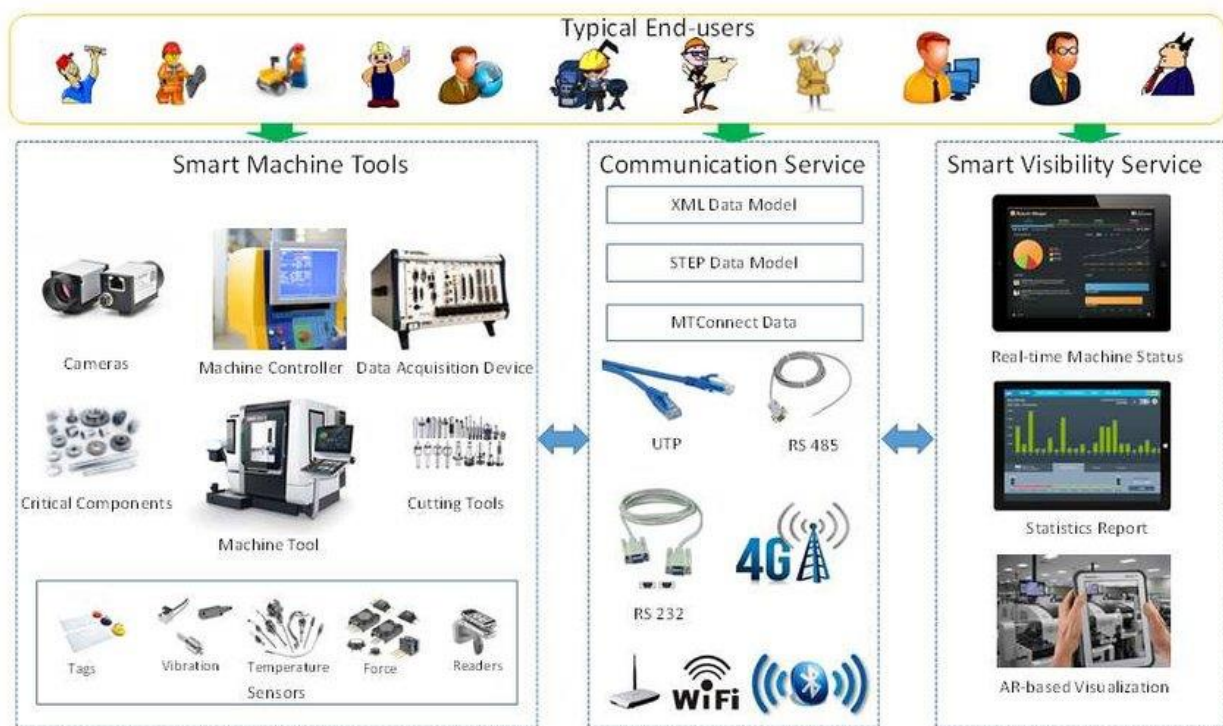 Typical End-users
Smart Machine Tools
Cameras
Machine Controller
Data Acquisition Device
Critical Components
Machine Tool
Cutting Tools
Tags
Vibration
Temperature
Force
Readers
Sensors
Communication Service
XML Data Model
STEP Data Model
MTConnect Data
UTP
RS 485
RS 232
4G
WiFi
Smart Visibility Service
Real-time Machine Status
Statistics Report
AR-based Visualization